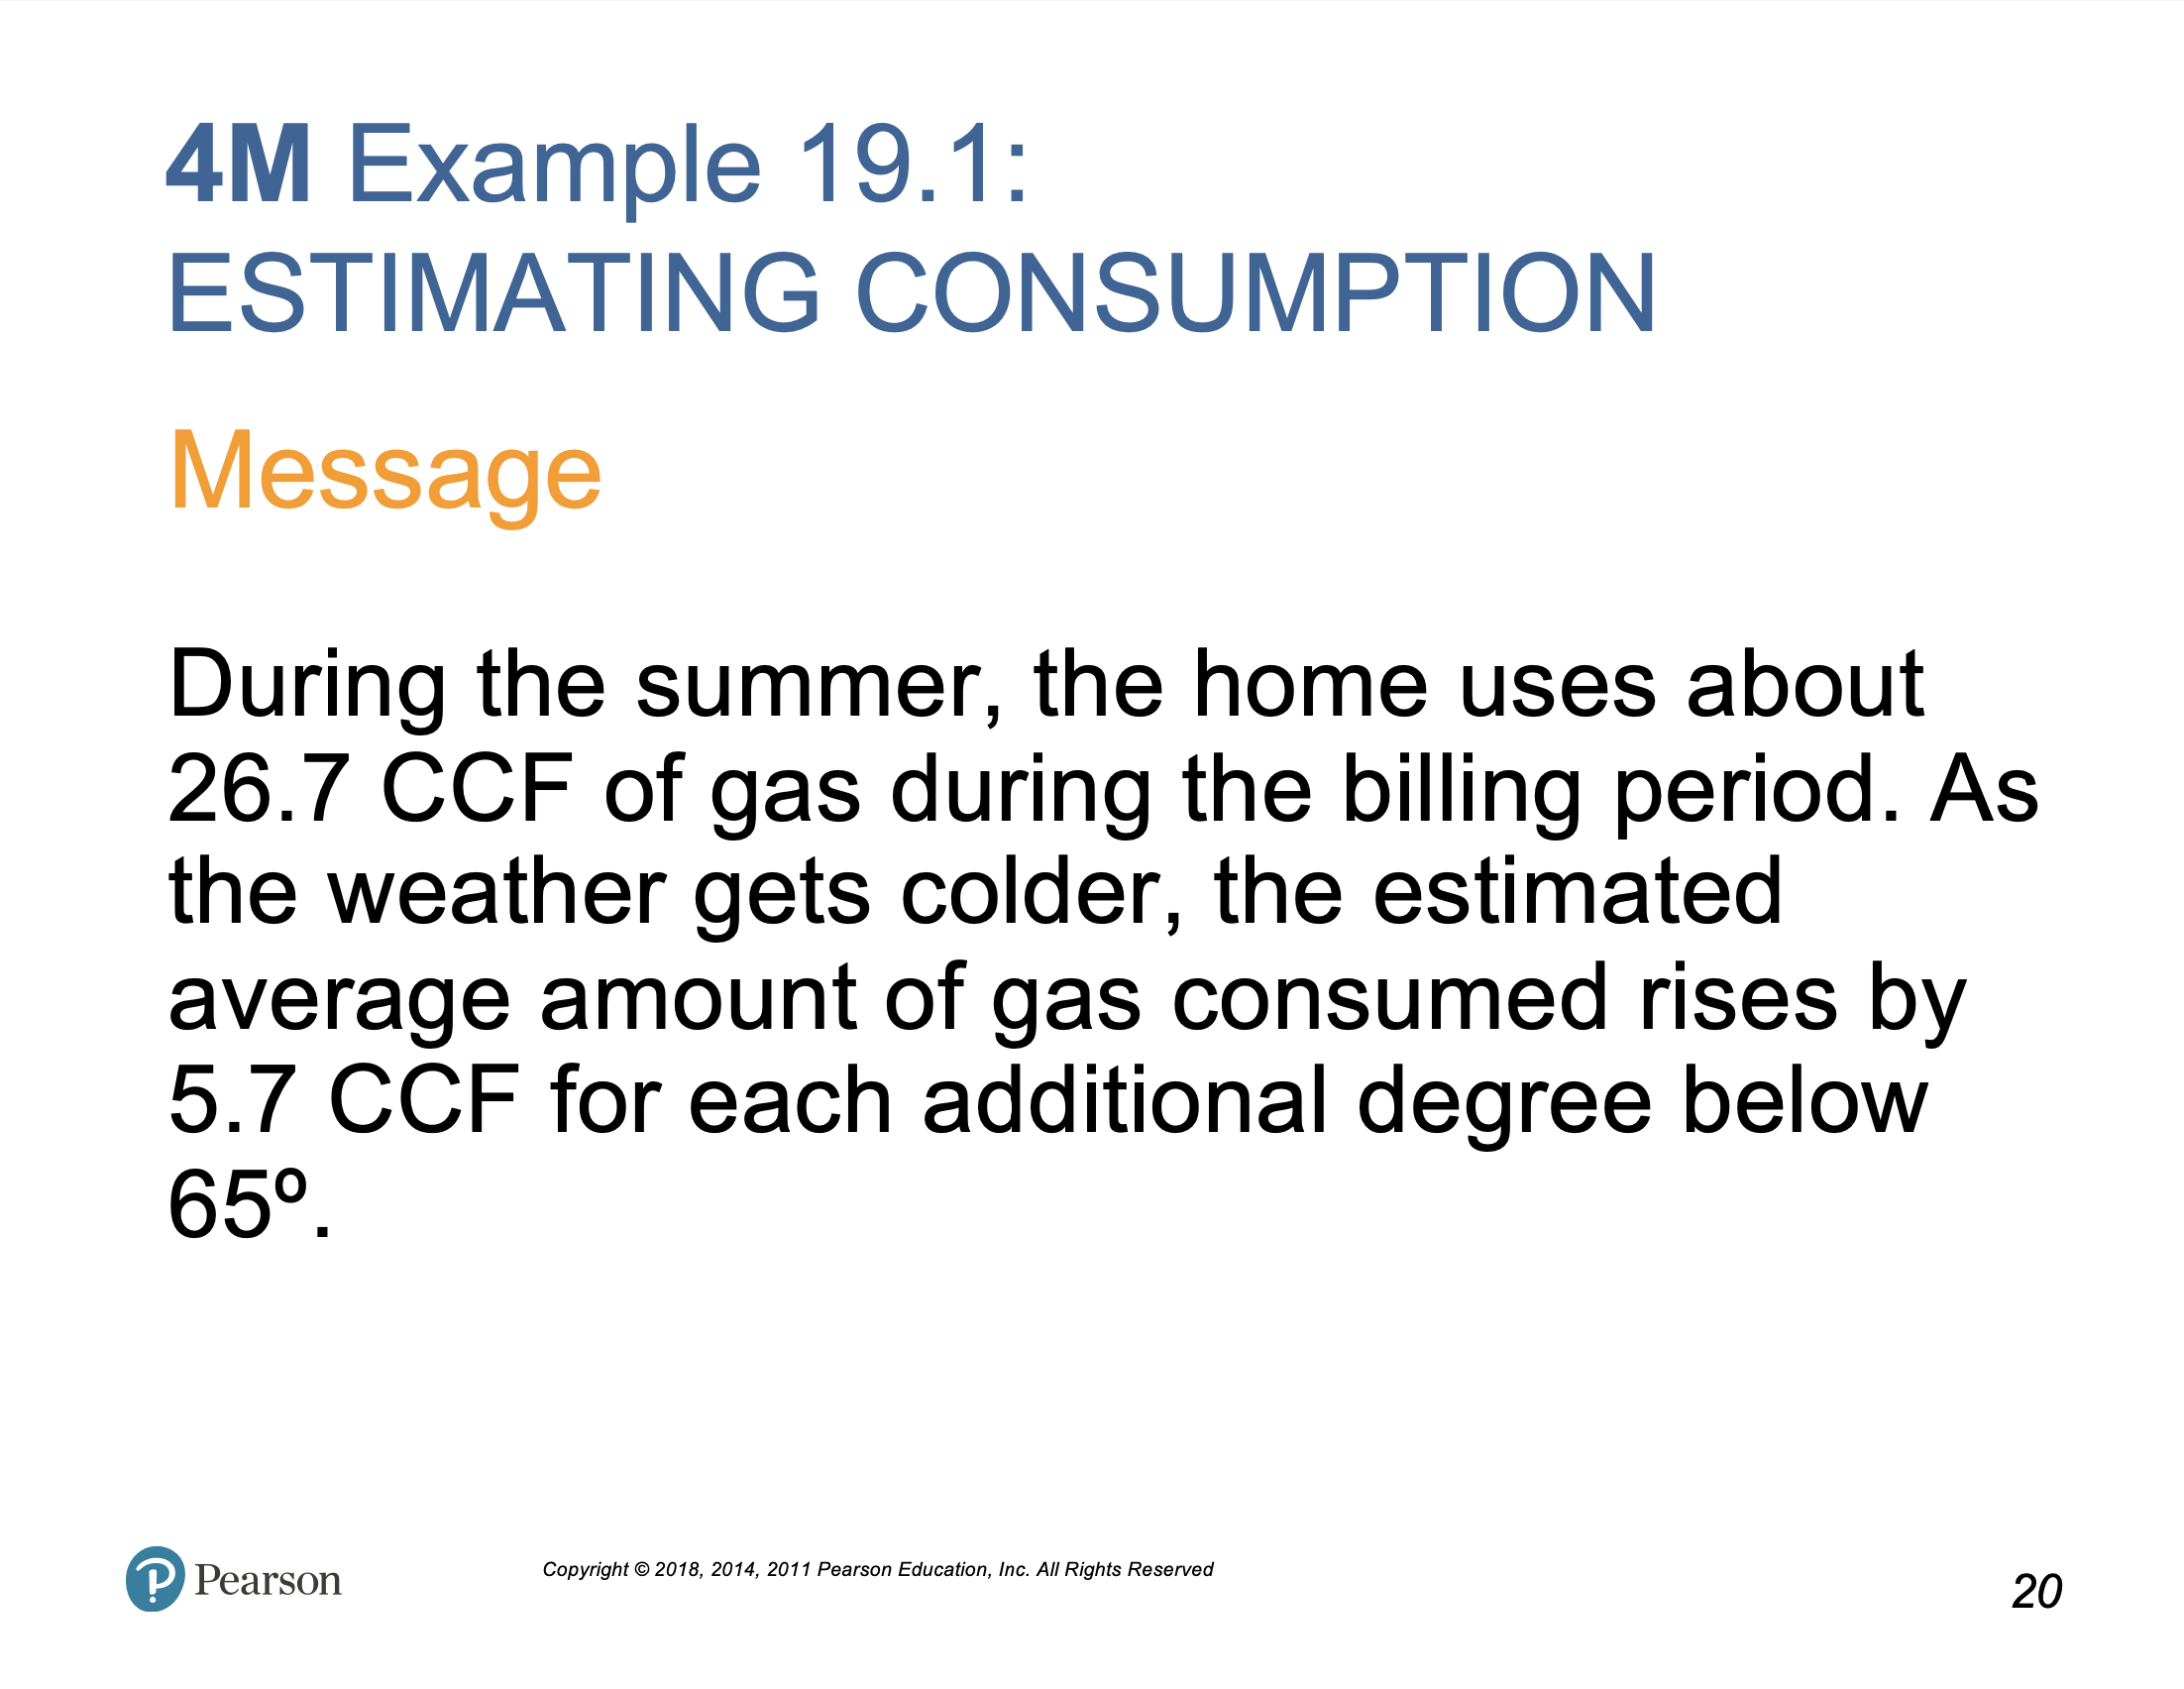 4M Example 19.1:
ESTIMATING CONSUMPTION
Message
During the summer, the home uses about
26.7 CCF of gas during the billing period. As
the weather gets colder, the estimated
average amount of gas consumed rises by
5.7 CCF for each additional degree below
65º.
Pearson
Copyright © 2018, 2014, 2011 Pearson Education, Inc. All Rights Reserved
20